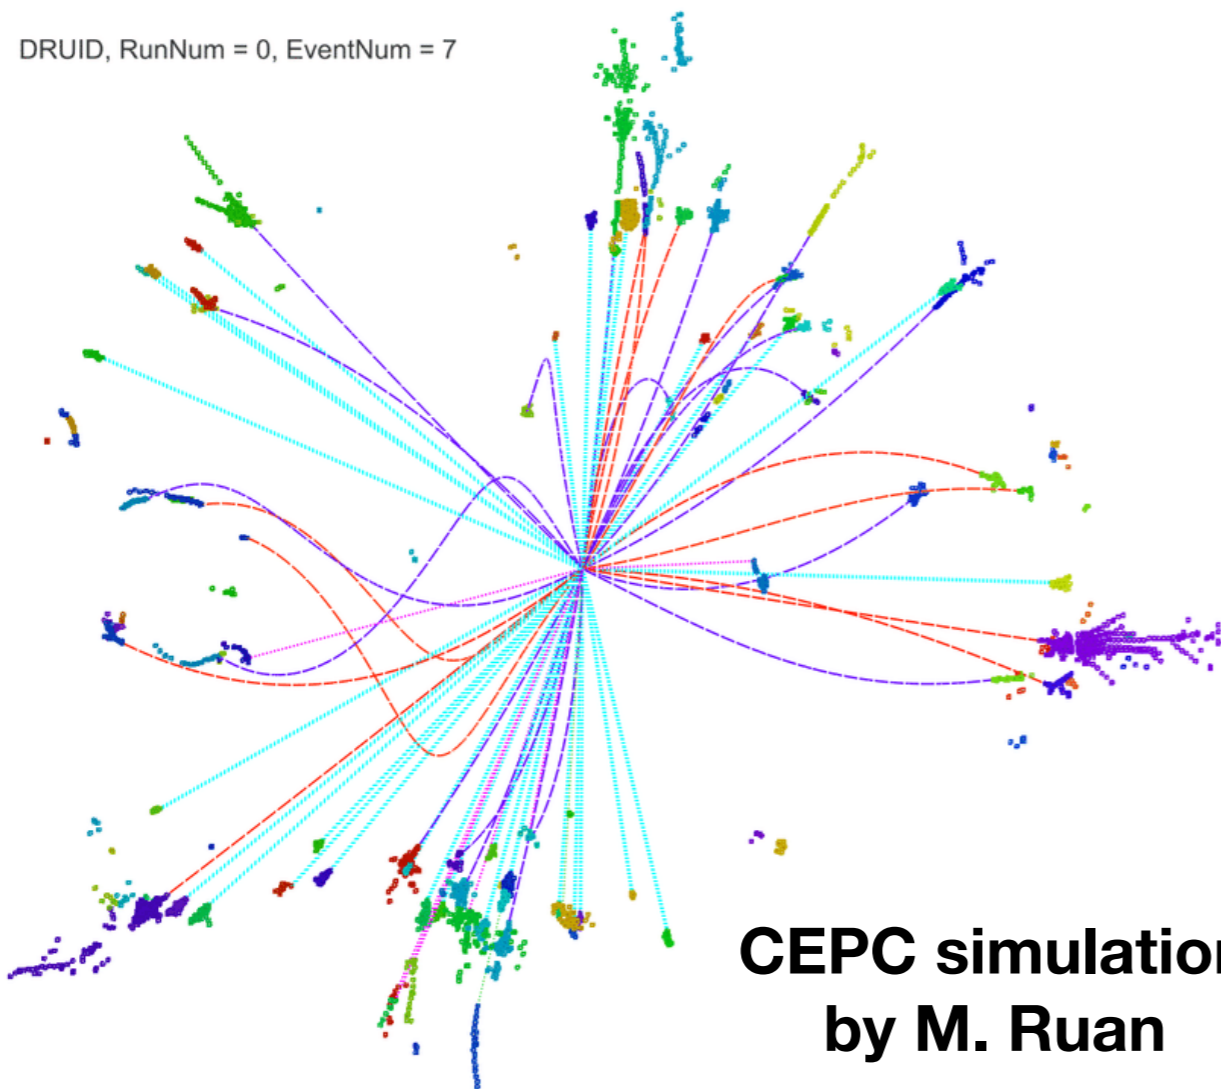 DRUID, RunNum = 0, EventNum = 7
CEPC simulation
by M. Ruan